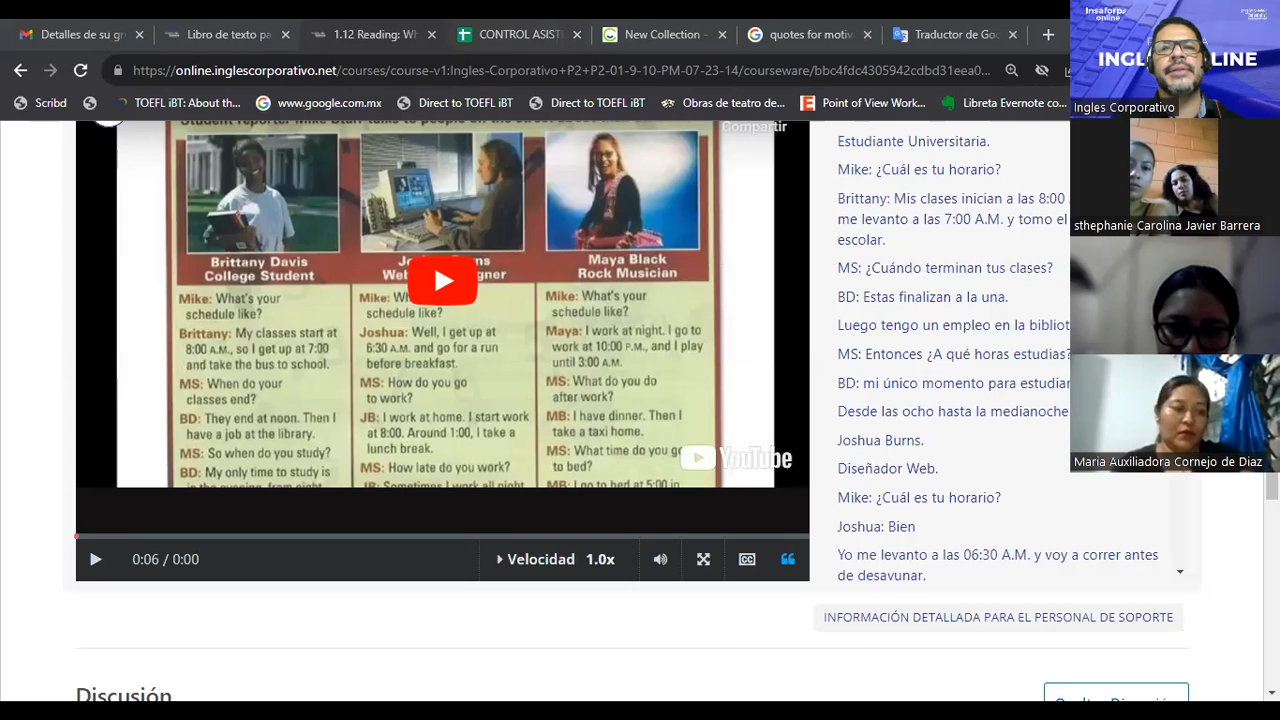 Detalles de su gn
Libro de texto pa
1.12 Reading: W
CONTROL ASIST
New Collection -
quotes for motiv
Traductor de Goo
https://online.inglescorporativo.net/courses/course-v1:Ingles-Corporativo+P2+P2-01-9-10-PM-07-23-14/courseware/bbc4fdc4305942cdbd31eea0...
Scribd
TOEFL iBT: About th...
www.google.com.mx
Direct to TOEFL iBT
Direct to TOEFL iBT
Obras de teatro de...
Point of View Work...
Libreta Evernote co
Compartir
Brittany Davis
College Student
Maya Black
Rock Musician
Mike: What's your
schedule like?
Brittany: My classes start at
8:00 A.M., so I get up at 7:00
and take the bus to school.
MS: When do your
classes end?
BD: They end at noon. Then I
have a job at the library.
MS: So when do you study?
BD: My only time to study is
in the evening, from eight
Mike: Wh
schedule like?
Joshua: Well, I get up at
6:30 A.M. and go for a run
before breakfast.
MS: How do you go
to work?
JB: I work at home. I start work
at 8:00. Around 1:00, I take a
lunch break.
MS: How late do you work?
JB: Sometimes I work all night
Mike: What's your
schedule like?
Maya: I work at night. I go to
work at 10:00 P.M., and I play
until 3:00 A.M.
MS: What do you do
after work?
MB: I have dinner. Then I
take a taxi home.
MS: What time do you go
to bed?
MB: I go to bed at 5:00 in
YouTube
0:06 / 0:00
Velocidad 1.0x
Estudiante Universitaria.
Mike: ¿Cuál es tu horario?
Brittany: Mis clases inician a las 8:00
me levanto a las 7:00 A.M. y tomo el
escolar.
MS: ¿Cuándo terminan tus clases?
BD: Estas finalizan a la una.
Luego tengo un empleo en la bibliot
MS: Entonces ¿A qué horas estudias?
BD: mi único momento para estudiar
Desde las ocho hasta la medianoche
Joshua Burns.
Diseñador Web.
Mike: ¿Cuál es tu horario?
Joshua: Bien
Yo me levanto a las 06:30 A.M. y voy a correr antes
de desayunar.
INFORMACIÓN DETALLADA PARA EL PERSONAL DE SOPORTE
Discusión
Insaforp
online
INGL
LINE
Ingles Corporativo
sthephanie Carolina Javier Barrera
Maria Auxiliadora Cornejo de Diaz